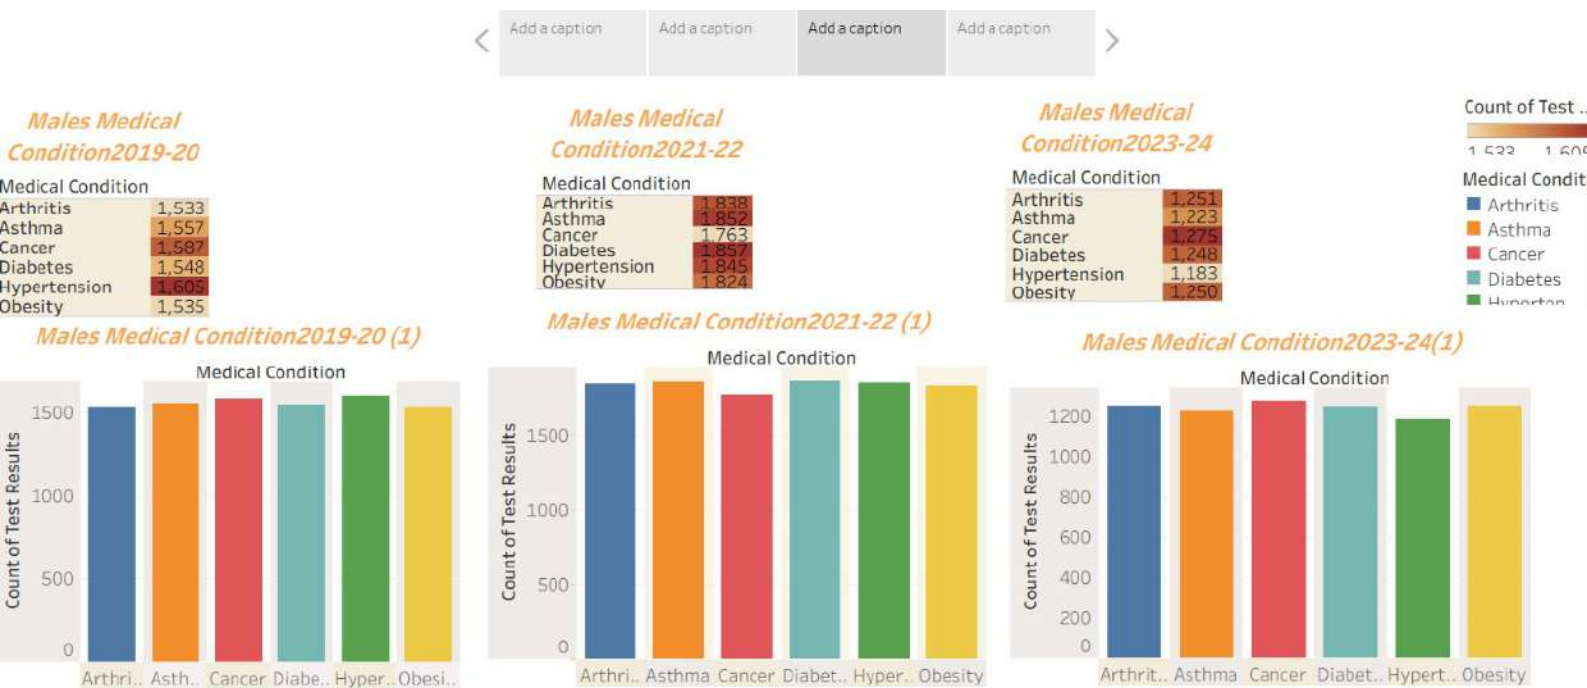 Add a caption
Add a caption
Add a caption
Add a caption
Males Medical
Condition2019-20
Medical Condition
Arthritis 1,533
Asthma 1,557
Cancer 1,587
Diabetes 1,548
Hypertension 1,605
Obesity 1,535
Males Medical
Condition2021-22
Medical Condition
Arthritis 1,838
Asthma 1,852
Cancer 1,763
Diabetes 1,857
Hypertension 1,845
Obesity 1,824
Males Medical
Condition2023-24
Medical Condition
Arthritis 1,251
Asthma 1,223
Cancer 1,275
Diabetes 1,248
Hypertension 1,183
Obesity 1,250
Count of Test ..
1,533 1,605
Medical Condit
Arthritis
Asthma
Cancer
Diabetes
Hyperten
Males Medical Condition2019-20 (1)
Medical Condition
Count of Test Results
1500
1000
500
0
Arthri.. Asth.. Cancer Diabe.. Hyper.. Obesi..
Males Medical Condition2021-22 (1)
Medical Condition
Count of Test Results
1500
1000
500
0
Arthri.. Asthma Cancer Diabet.. Hyper.. Obesity
Males Medical Condition2023-24(1)
Medical Condition
Count of Test Results
1200
1000
800
600
400
200
0
Arthrit.. Asthma Cancer Diabet.. Hypert.. Obesity